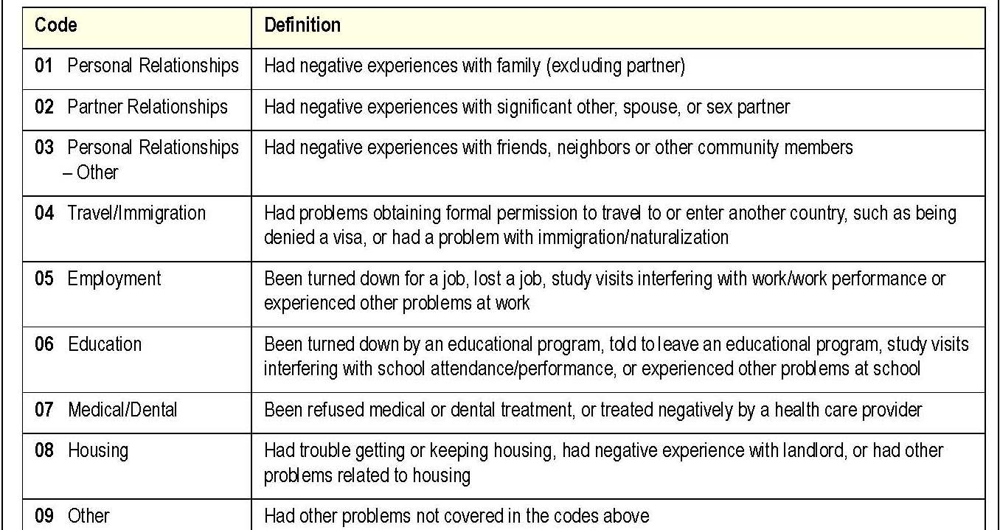 Code Definition
01 Personal Relationships Had negative experiences with family (excluding partner)
02 Partner Relationships Had negative experiences with significant other, spouse, or sex partner
03 Personal Relationships Had negative experiences with friends, neighbors or other community members
– Other
04 Travel/Immigration Had problems obtaining formal permission to travel to or enter another country, such as being
denied a visa, or had a problem with immigration/naturalization
05 Employment Been turned down for a job, lost a job, study visits interfering with work/work performance or
experienced other problems at work
06 Education Been turned down by an educational program, told to leave an educational program, study visits
interfering with school attendance/performance, or experienced other problems at school
07 Medical/Dental Been refused medical or dental treatment, or treated negatively by a health care provider
08 Housing Had trouble getting or keeping housing, had negative experience with landlord, or had other
problems related to housing
09 Other Had other problems not covered in the codes above